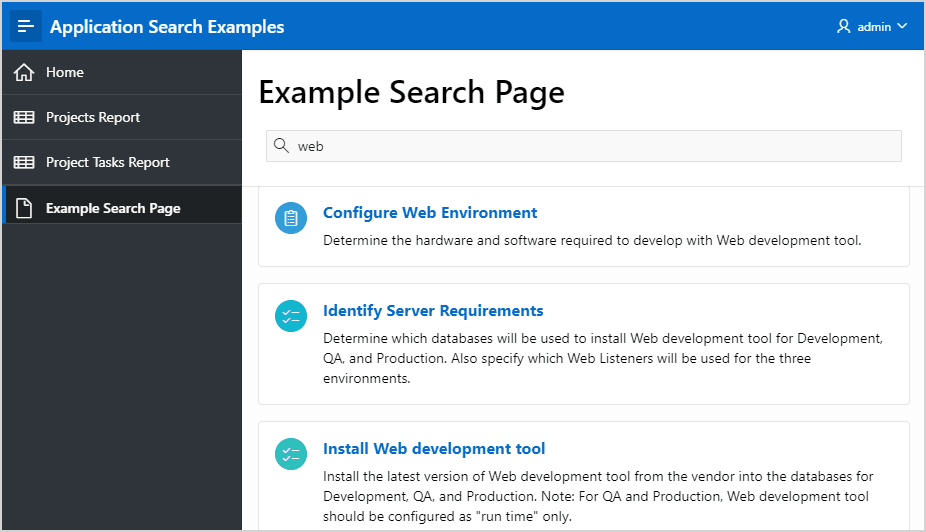 Application Search Examples
admin
Home
Projects Report
Project Tasks Report
Example Search Page
Example Search Page
web
Configure Web Environment
Determine the hardware and software required to develop with Web development tool.
Identify Server Requirements
Determine which databases will be used to install Web development tool for Development,
QA, and Production. Also specify which Web Listeners will be used for the three
environments.
Install Web development tool
Install the latest version of Web development tool from the vendor into the databases for
Development, QA, and Production. Note: For QA and Production, Web development tool
should be configured as "run time" only.